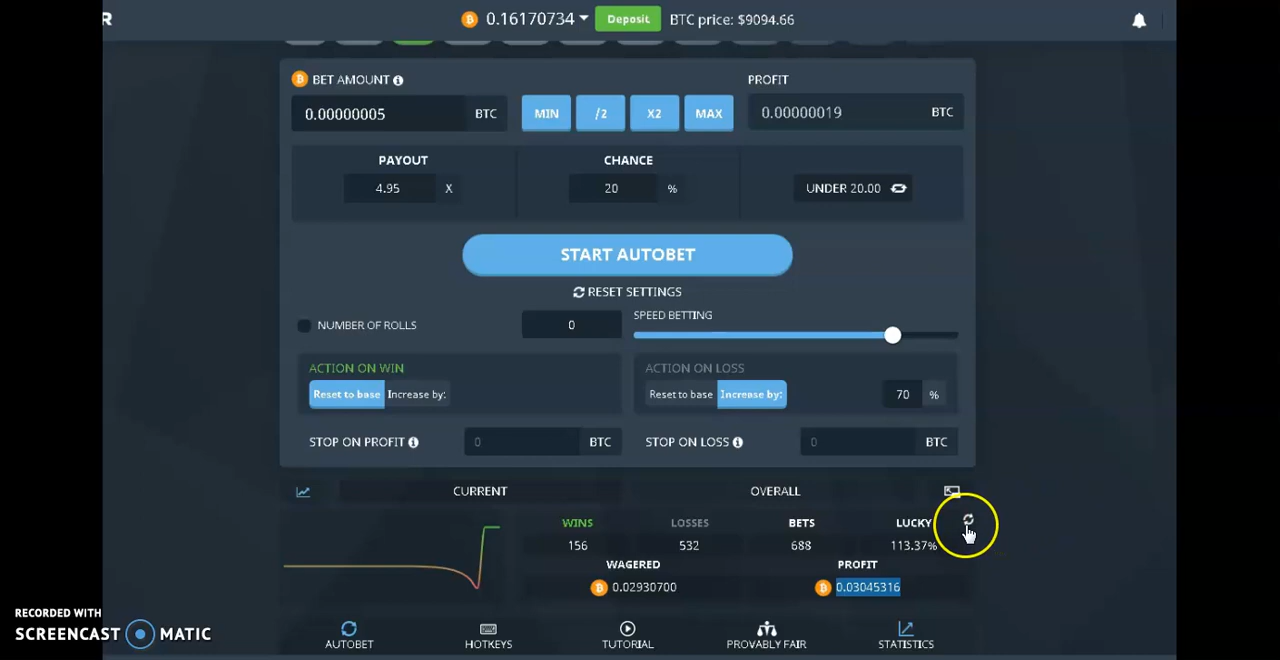 R
0.16170734 Deposit BTC price: $9094.66
BET AMOUNT PROFIT
0.00000005 BTC MIN /2 X2 MAX 0.00000019 BTC
PAYOUT CHANCE
4.95 X 20 % UNDER 20.00
START AUTOBET
RESET SETTINGS
NUMBER OF ROLLS 0 SPEED BETTING
ACTION ON WIN ACTION ON LOSS
Reset to base Increase by: Reset to base Increase by: 70 %
STOP ON PROFIT 0 BTC STOP ON LOSS 0 BTC
CURRENT OVERALL
WINS LOSSES BETS LUCKY
156 532 688 113.37%
WAGERED PROFIT
0.02930700 0.03045316
RECORDED WITH
SCREENCAST MATIC
AUTOBET HOTKEYS TUTORIAL PROVABLY FAIR STATISTICS